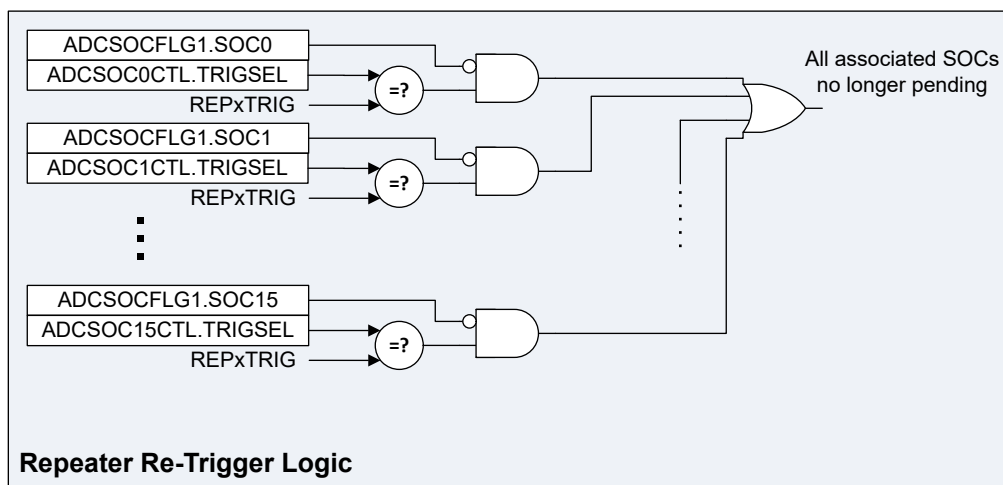 ADCSOCFLG1.SOC0
ADCSOC0CTL.TRIGSEL
REPxTRIG
=?
ADCSOCFLG1.SOC1
ADCSOC1CTL.TRIGSEL
REPxTRIG
=?
ADCSOCFLG1.SOC15
ADCSOC15CTL.TRIGSEL
REPxTRIG
=?
All associated SOCs
no longer pending
Repeater Re-Trigger Logic